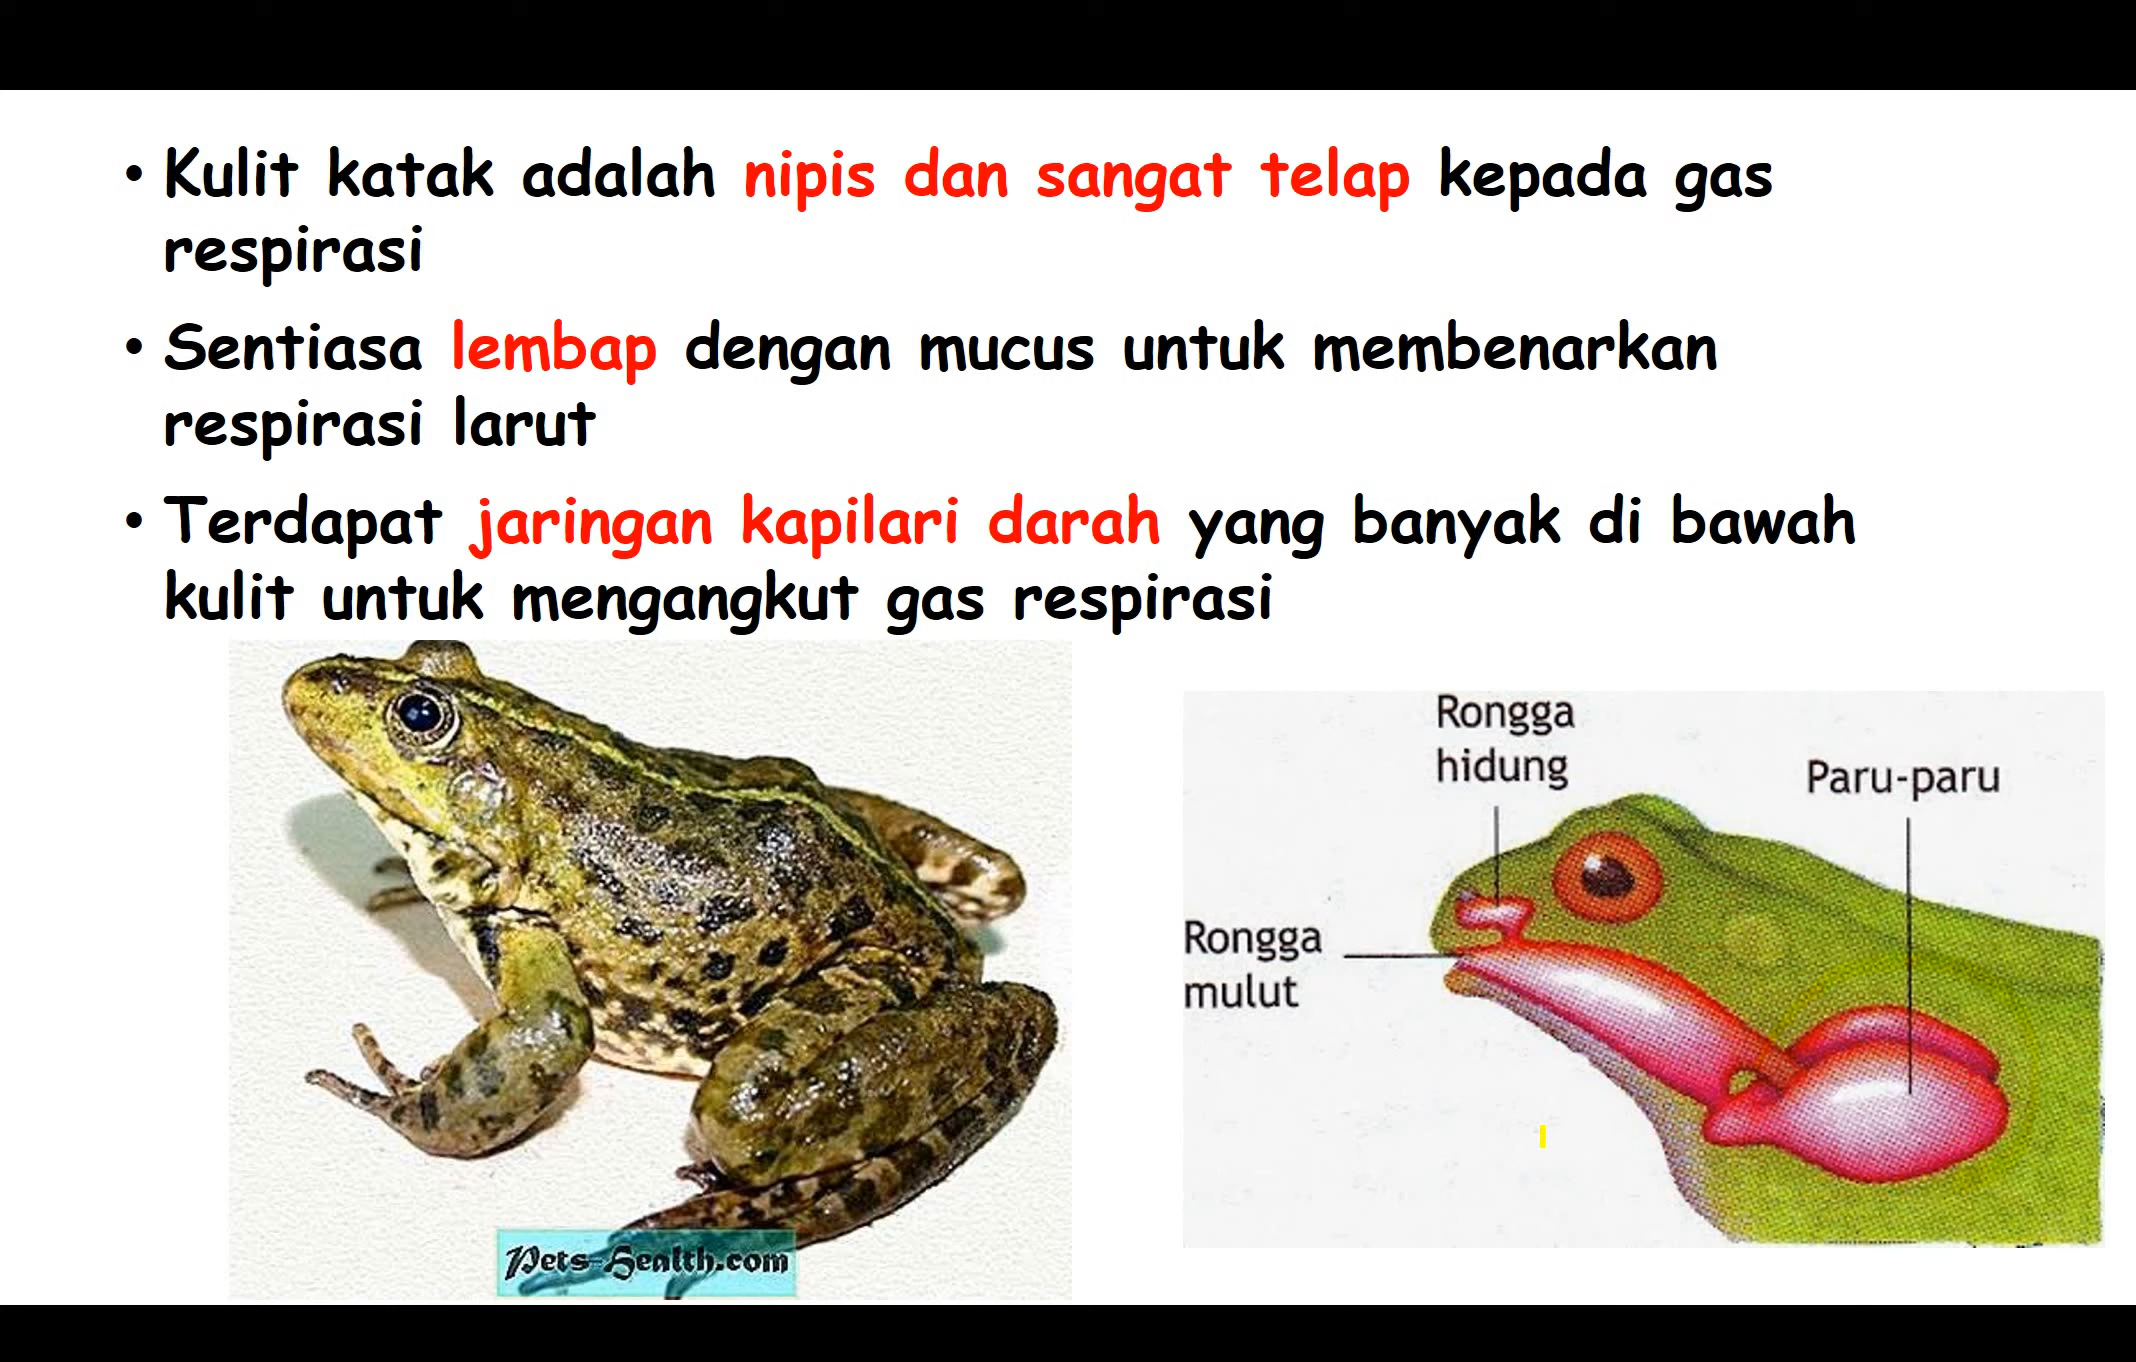 • Kulit katak adalah nipis dan sangat telap kepada gas
respirasi
• Sentiasa lembap dengan mucus untuk membenarkan
respirasi larut
• Terdapat jaringan kapilari darah yang banyak di bawah
kulit untuk mengangkut gas respirasi
Rongga
hidung
Paru-paru
Rongga
mulut
Pets-Health.com